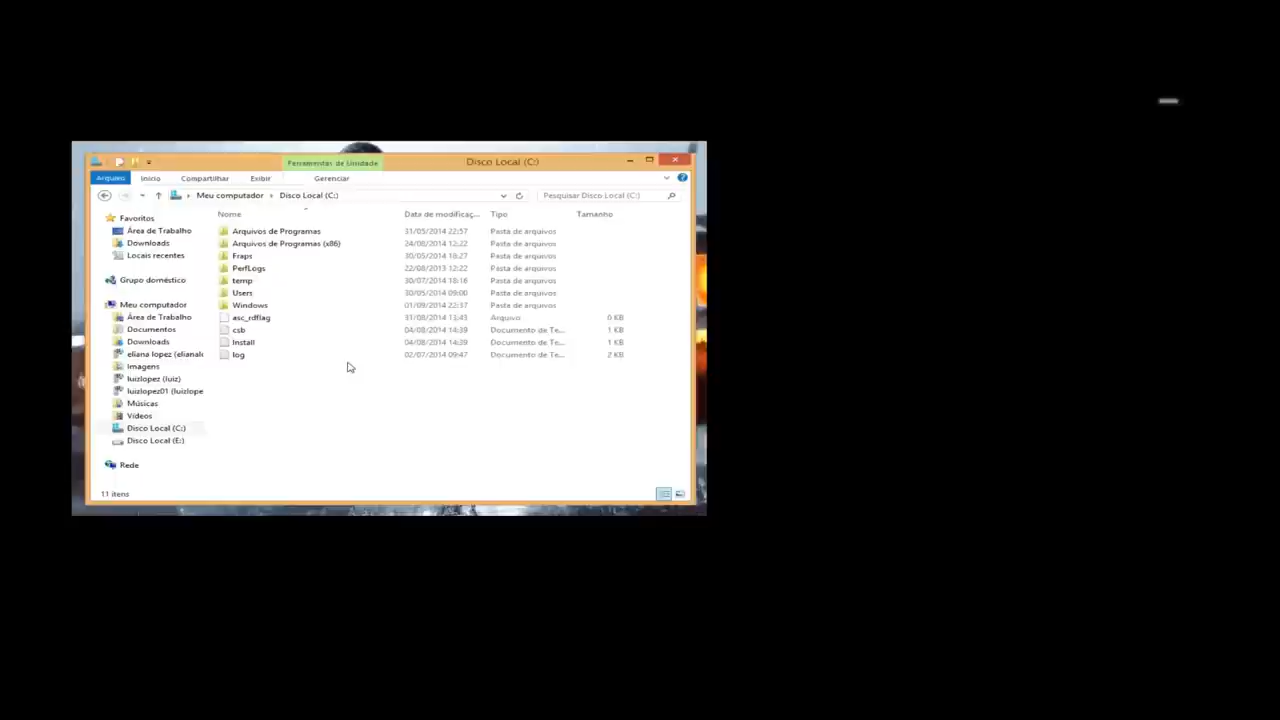 Ferramentas de Unidade Disco Local (C:)
Arquivo Início Compartilhar Exibir Gerenciar
Meu computador Disco Local (C:) Pesquisar Disco Local (C:)
Nome Data de modificaç... Tipo Tamanho
Favoritos
Área de Trabalho
Downloads
Locais recentes
Grupo doméstico
Meu computador
Área de Trabalho
Documentos
Downloads
eliana lopez (elianal
Imagens
luizlopez (luiz)
luizlopez01 (luizlope
Músicas
Vídeos
Disco Local (C:)
Disco Local (E:)
Rede
Arquivos de Programas 31/05/2014 22:57 Pasta de arquivos
Arquivos de Programas (x86) 24/08/2014 12:22 Pasta de arquivos
Fraps 30/05/2014 18:27 Pasta de arquivos
PerfLogs 22/08/2013 12:22 Pasta de arquivos
temp 30/07/2014 18:16 Pasta de arquivos
Users 30/05/2014 09:00 Pasta de arquivos
Windows 01/09/2014 22:37 Pasta de arquivos
asc_rdflag 31/08/2014 13:43 Arquivo 0 KB
csb 04/08/2014 14:39 Documento de Te... 1 KB
Install 04/08/2014 14:39 Documento de Te... 1 KB
log 02/07/2014 09:47 Documento de Te... 2 KB
11 itens